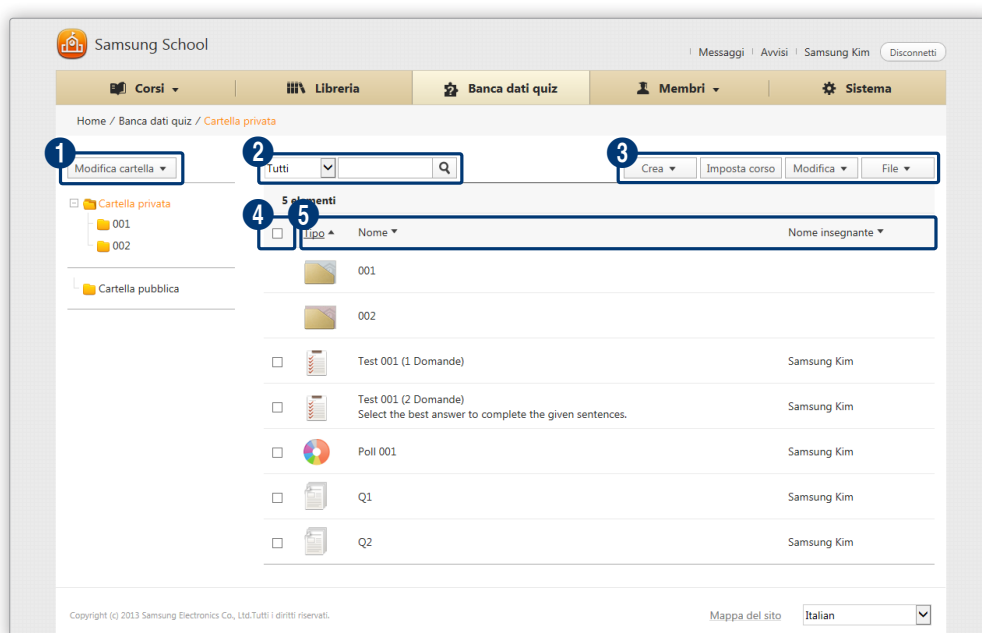 Samsung School
Messaggi Avvisi Samsung Kim Disconnetti
Corsi Libreria Banca dati quiz Membri Sistema
Home / Banca dati quiz / Cartella privata
1 2 3
Modifica cartella Tutti Crea Imposta corso Modifica File
Cartella privata
001
002
Cartella pubblica
5 elementi
4 5
Tipo Nome Nome insegnante
001
002
Test 001 (1 Domande) Samsung Kim
Test 001 (2 Domande)
Select the best answer to complete the given sentences. Samsung Kim
Poll 001 Samsung Kim
Q1 Samsung Kim
Q2 Samsung Kim
Copyright (c) 2013 Samsung Electronics Co., Ltd.Tutti i diritti riservati. Mappa del sito Italian